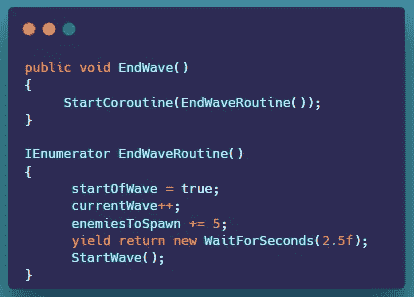 public void EndWave()
{
StartCoroutine(EndWaveRoutine());
}
IEnumerator EndWaveRoutine()
{
startOfWave = true;
currentWave++;
enemiesToSpawn += 5;
yield return new WaitForSeconds(2.5f);
StartWave();
}